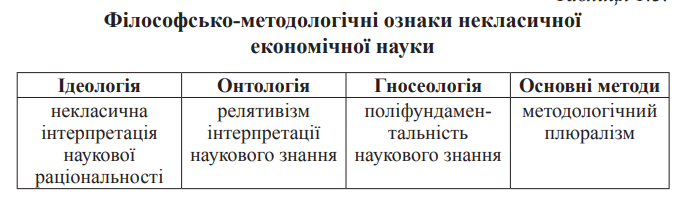 Філософсько-методологічні ознаки некласичної
економічної науки
Ідеологія Онтологія Гносеологія Основні методи
некласична релятивізм поліфундамен- методологічний
інтерпретація інтерпретації тальність плюралізм
наукової наукового знання наукового знання
раціональності